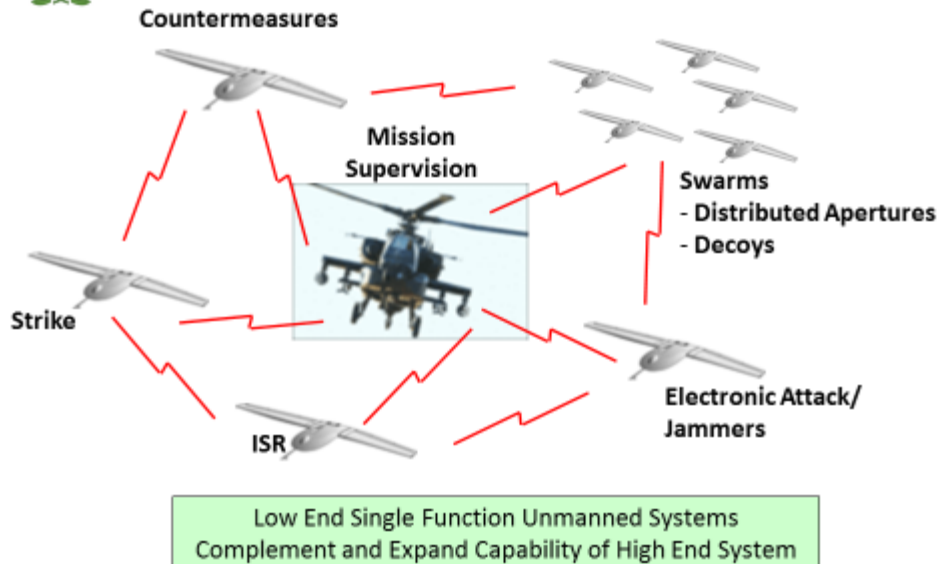 Countermeasures
Mission
Supervision
Swarms
- Distributed Apertures
- Decoys
Strike
Electronic Attack/
Jammers
ISR
Low End Single Function Unmanned Systems
Complement and Expand Capability of High End System